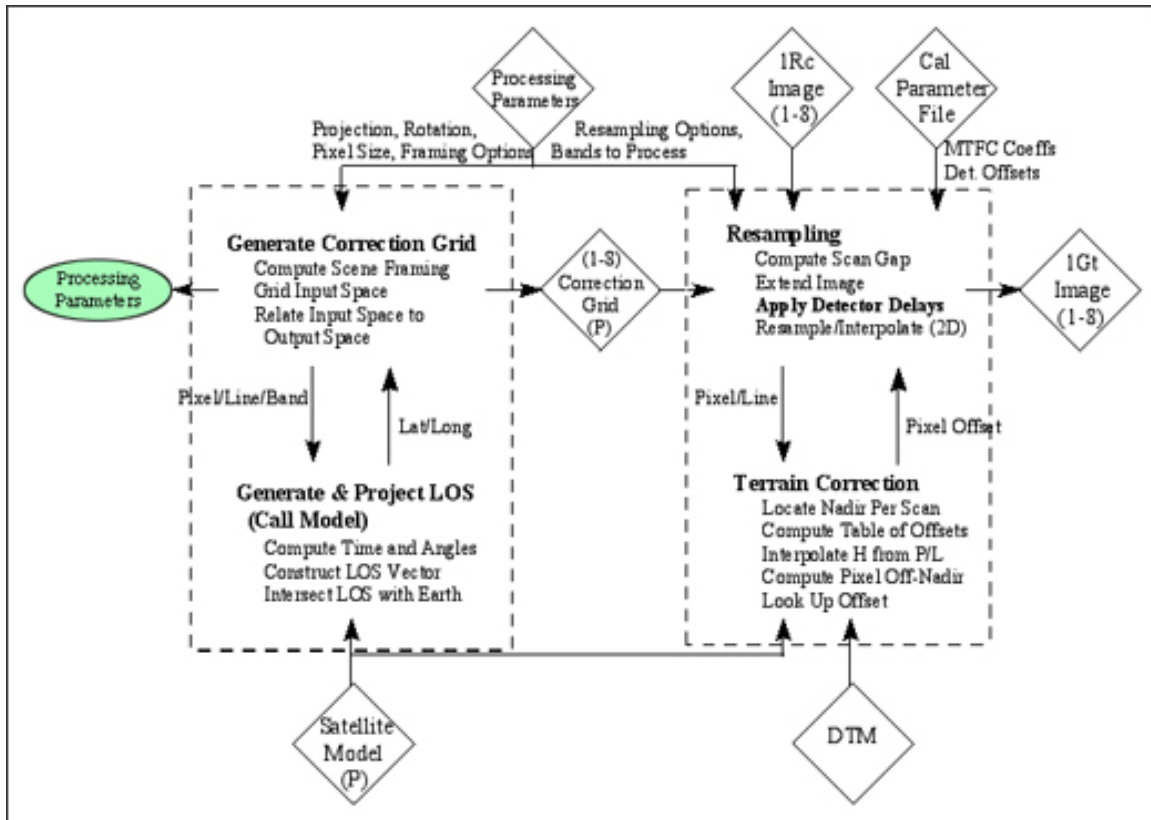 Processing
Parameters
1Rc
Image
(1-8)
Cal
Parameter
File
Projection, Rotation,
Pixel Size, Framing Options
Resampling Options,
Bands to Process
MTFC Coeffs
Det. Offsets
Generate Correction Grid
Compute Scene Framing
Grid Input Space
Relate Input Space to
Output Space
Processing
Parameters
(1-8)
Correction
Grid
(P)
Resampling
Compute Scan Gap
Extend Image
Apply Detector Delays
Resample/Interpolate (2D)
1Gt
Image
(1-8)
Pixel/Line/Band
Lat/Long
Pixel/Line
Pixel Offset
Generate & Project LOS
(Call Model)
Compute Time and Angles
Construct LOS Vector
Intersect LOS with Earth
Terrain Correction
Locate Nadir Per Scan
Compute Table of Offsets
Interpolate H from P/L
Compute Pixel Off-Nadir
Look Up Offset
Satellite
Model
(P)
DTM